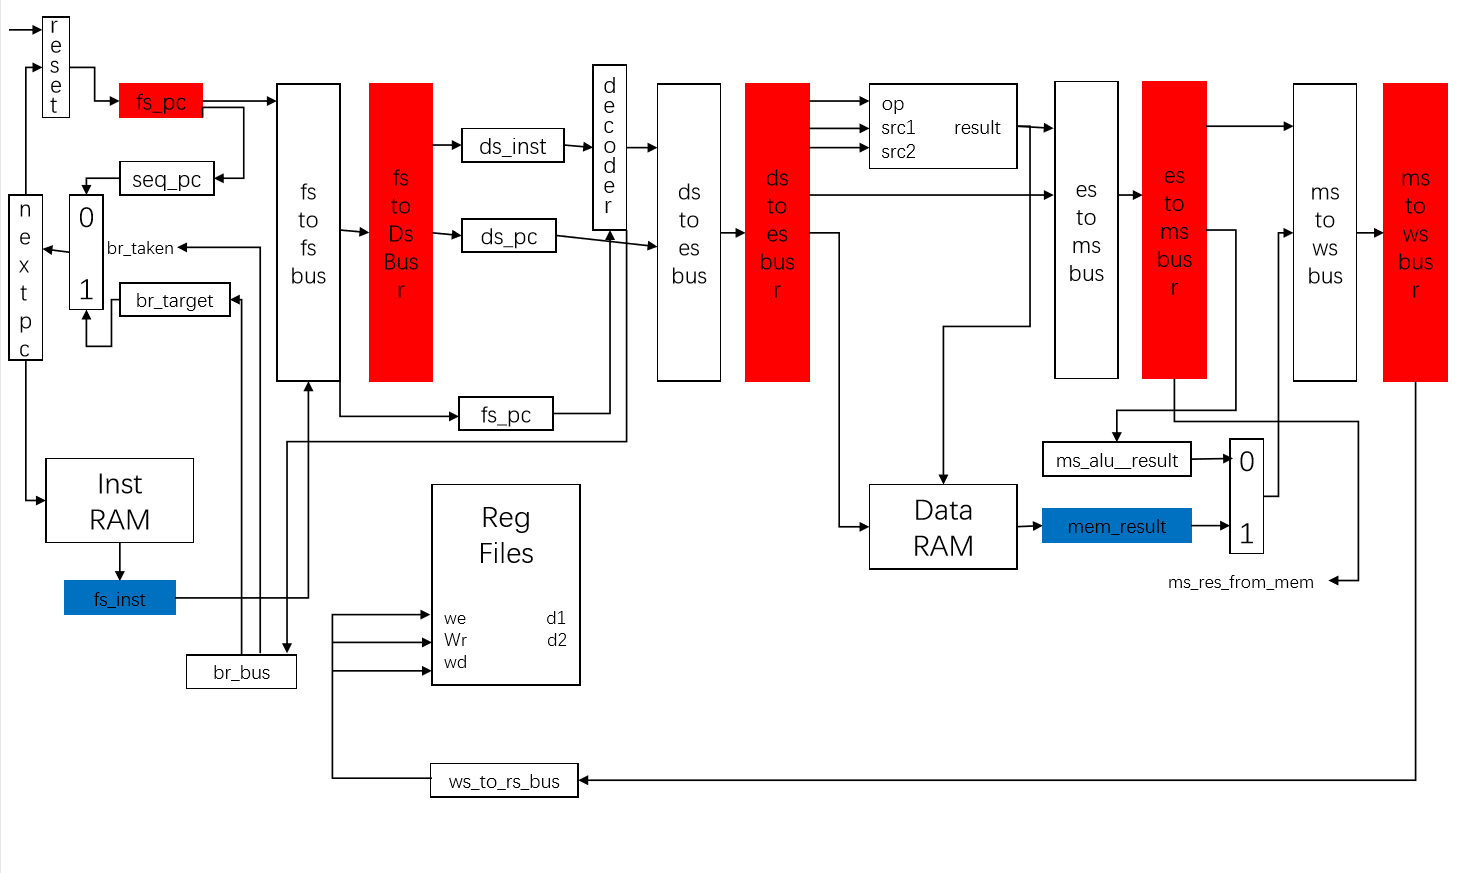 r
e
s
e
t
fs_pc
seq_pc
n
e
x
t
p
c
0
1
br_taken
br_target
Inst
RAM
fs_inst
br_bus
fs
to
fs
bus
fs
to
Ds
Bus
r
ds_inst
ds_pc
fs_pc
d
e
c
o
d
e
r
ds
to
es
bus
ds
to
es
bus
r
op
src1
src2
result
es
to
ms
bus
es
to
ms
bus
r
ms
to
ws
bus
ms
to
ws
bus
r
ms_alu__result
mem_result
0
1
ms_res_from_mem
Data
RAM
Reg
Files
we d1
Wr d2
wd
ws_to_rs_bus